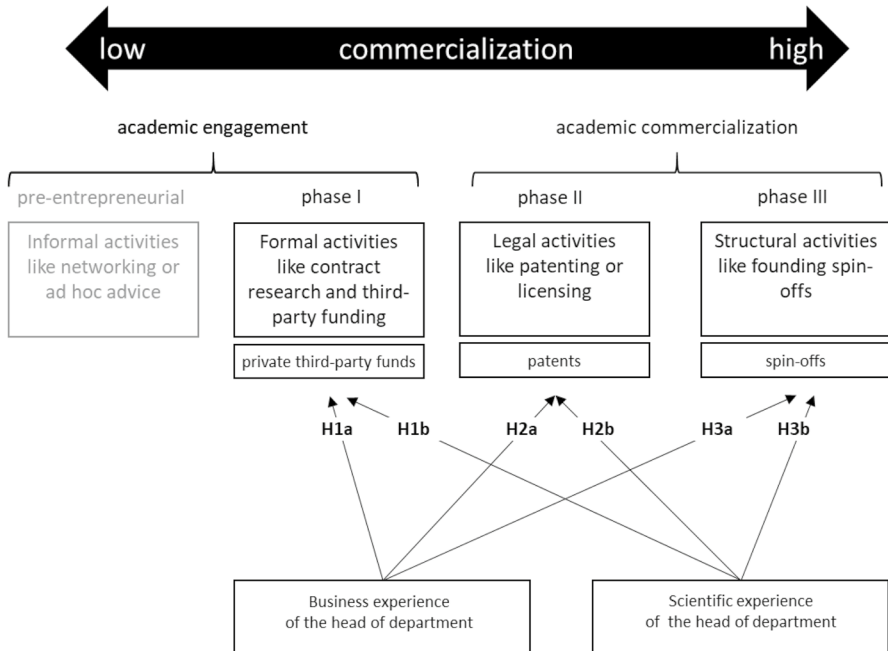 low commercialization high
academic engagement academic commercialization
pre-entrepreneurial phase I phase II phase III
Informal activities
like networking or
ad hoc advice
Formal activities
like contract
research and third-
party funding
Legal activities
like patenting or
licensing
Structural activities
like founding spin-
offs
private third-party funds patents spin-offs
H1a H1b H2a H2b H3a H3b
Business experience
of the head of department
Scientific experience
of the head of department